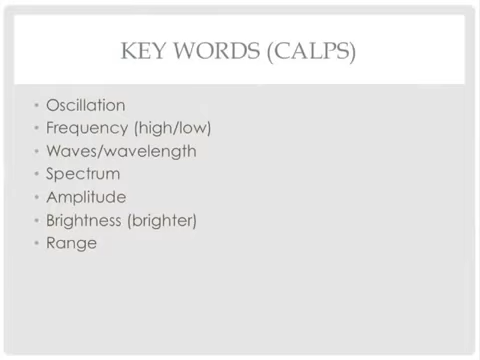 KEY WORDS (CALPS)
• Oscillation
• Frequency (high/low)
• Waves/wavelength
• Spectrum
• Amplitude
• Brightness (brighter)
• Range